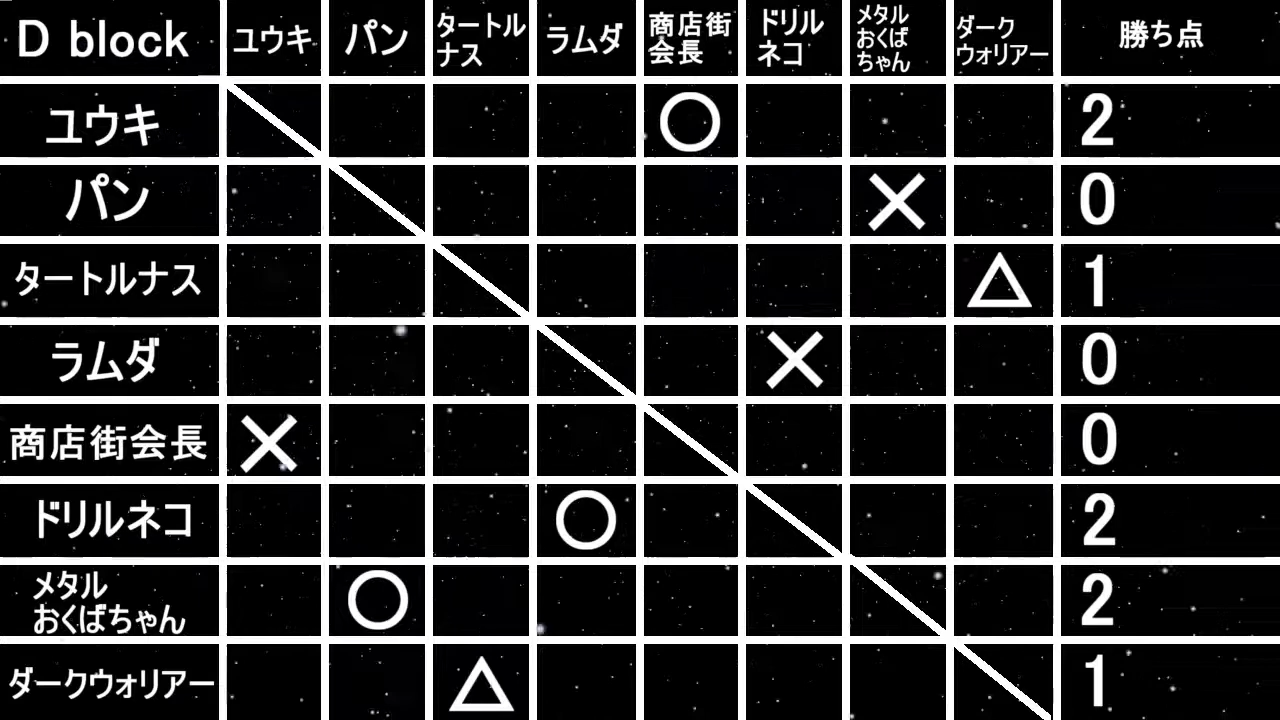 D block ユウキ パン タートルナス ラムダ 商店街会長 ドリルネコ メタルおくばちゃん ダークウォリアー 勝ち点
ユウキ ○ 2
パン × 0
タートルナス △ 1
ラムダ × 0
商店街会長 × 0
ドリルネコ ○ 2
メタルおくばちゃん ○ 2
ダークウォリアー △ 1